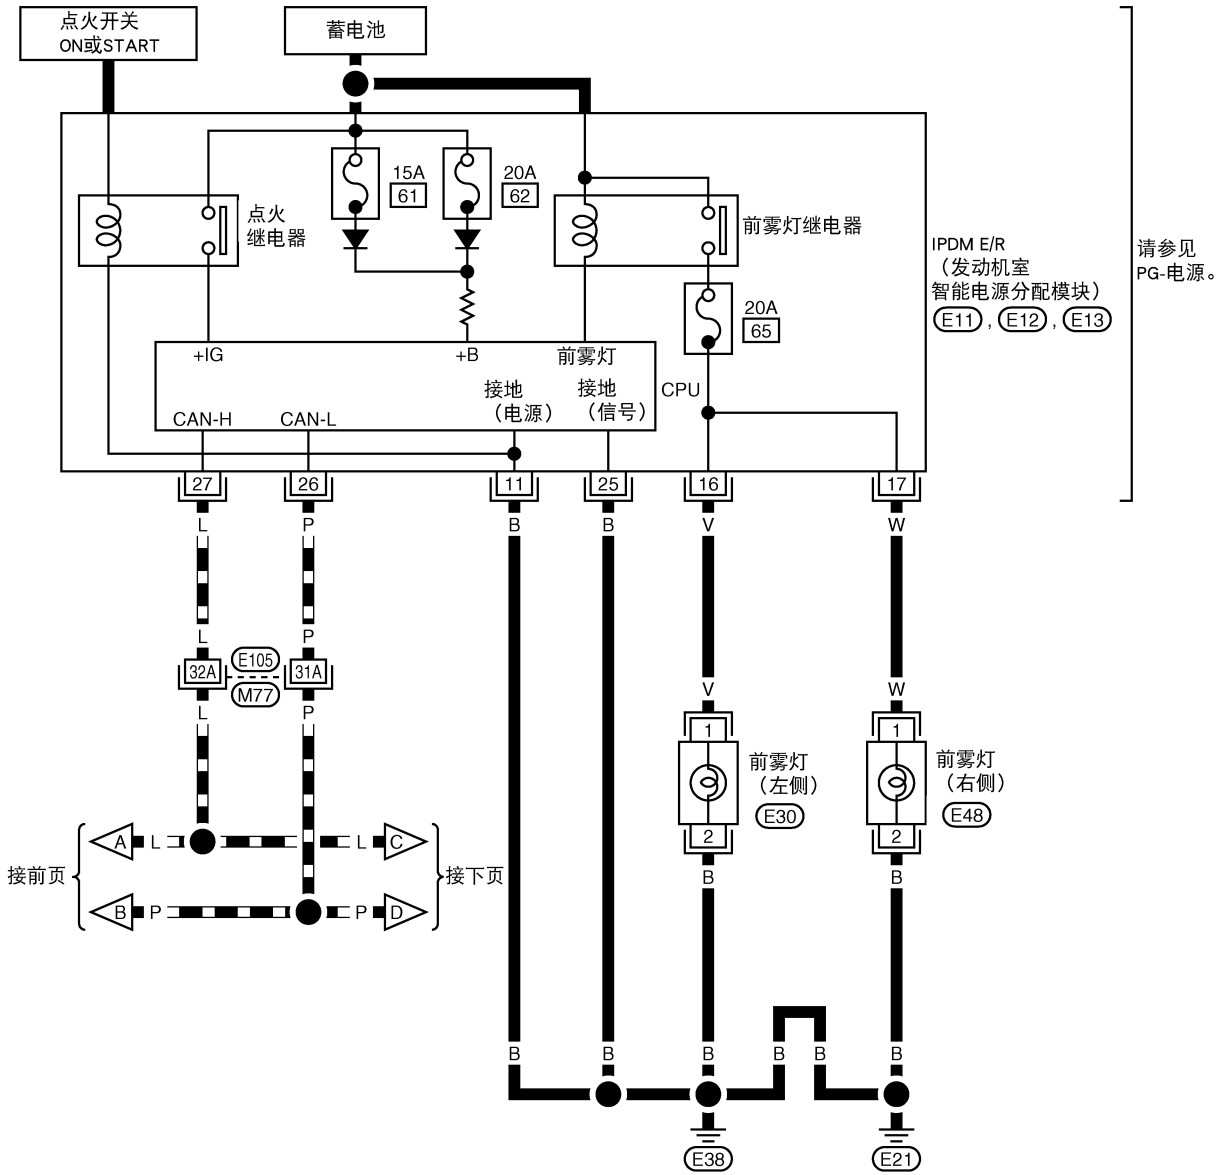 点火开关
ON或START
蓄电池
15A
61
20A
62
点火
继电器
前雾灯继电器
20A
65
IPDM E/R
（发动机室
智能电源分配模块）
E11 , E12 , E13
请参见
PG-电源。
+IG
+B
前雾灯
接地
（电源）
接地
（信号）
CPU
CAN-H
CAN-L
27
26
11
25
16
17
L
P
B
B
V
W
L
P
32A
E105
31A
M77
L
P
V
W
1
1
前雾灯
（左侧）
E30
前雾灯
（右侧）
E48
2
2
B
B
A
L
L
C
接前页
接下页
B
P
P
D
B
B
B
B
B
B
E38
E21